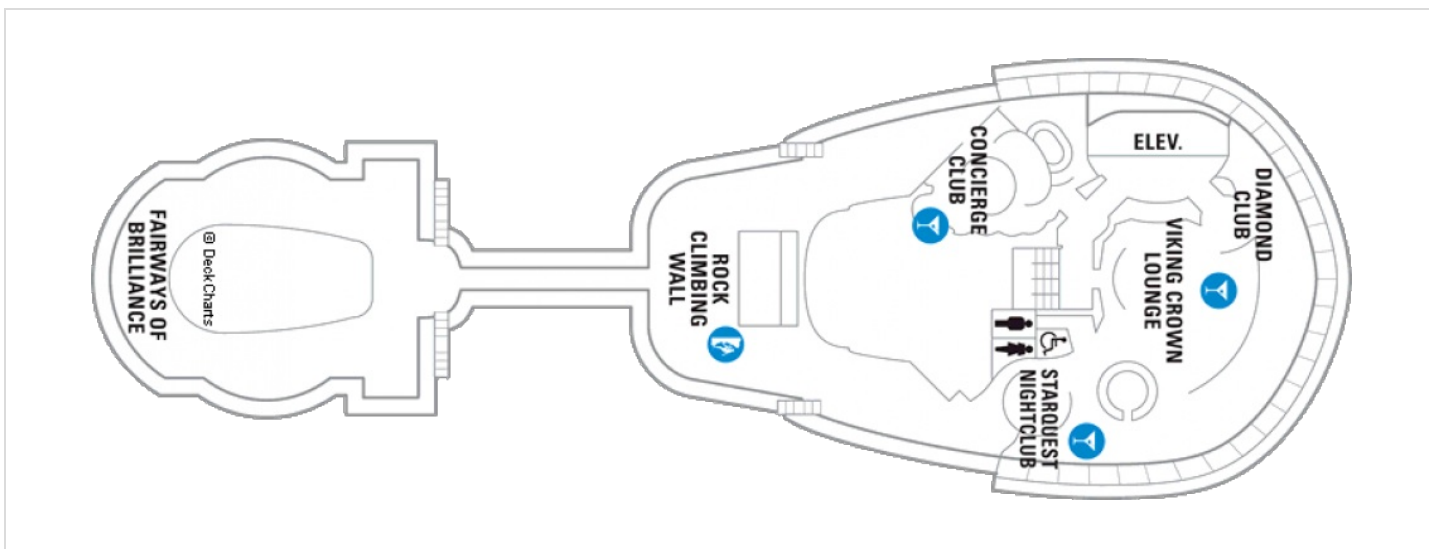 FAIRWAYS OF
BRILLIANCE
© DeckCharts
ROCK
CLIMBING
WALL
CONCIERGE
CLUB
ELEV.
DIAMOND
CLUB
VIKING CROWN
LOUNGE
STARQUEST
NIGHTCLUB